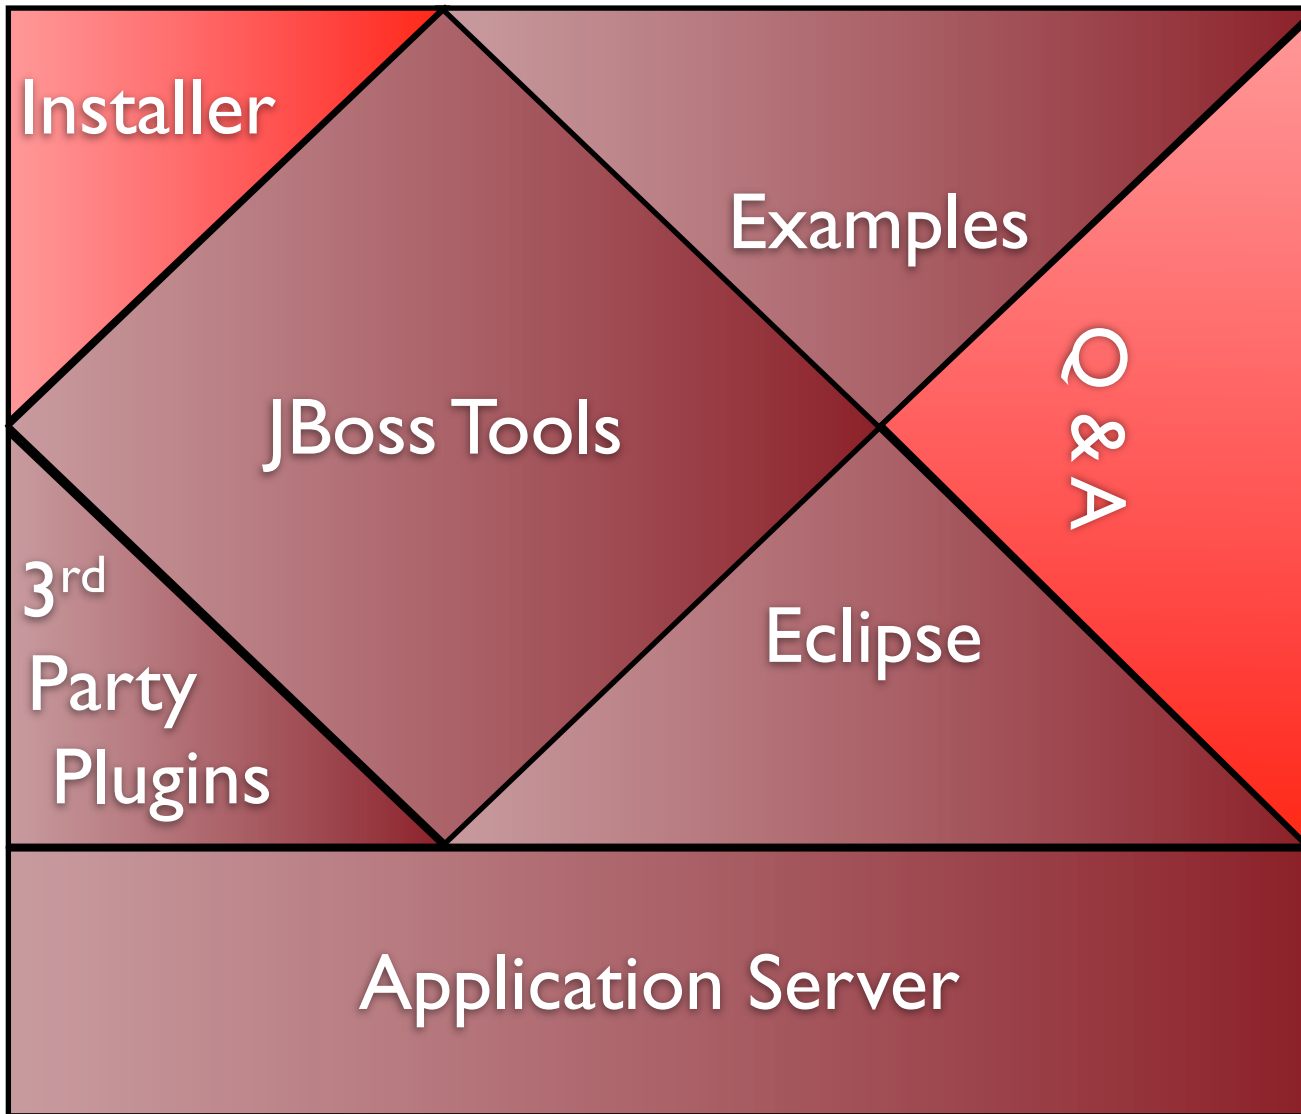 Installer
Examples
Q & A
JBoss Tools
3rd
Party
Plugins
Eclipse
Application Server